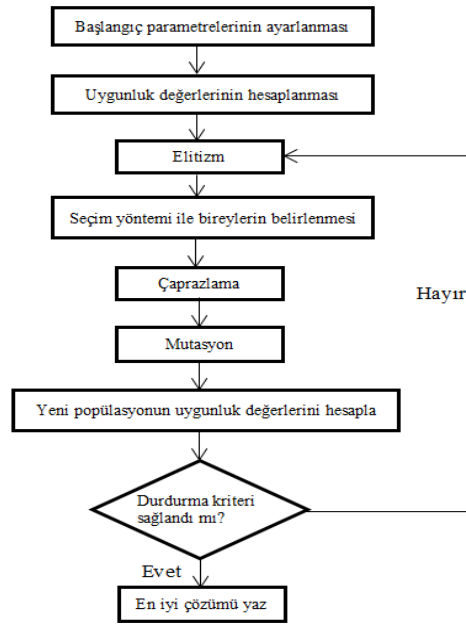 Başlangıç parametrelerinin ayarlanması
Uygunluk değerlerinin hesaplanması
Elitizm
Seçim yöntemi ile bireylerin belirlenmesi
Çaprazlama
Hayır
Mutasyon
Yeni popülasyonun uygunluk değerlerini hesapla
Durdurma kriteri
sağlandı mı?
Evet
En iyi çözümü yaz